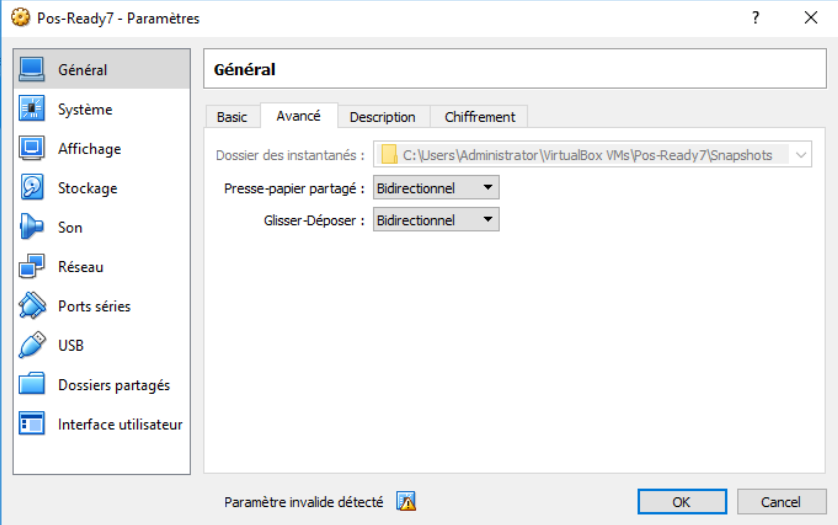 Pos-Ready7 - Paramètres
?
Général
Système
Affichage
Stockage
Son
Réseau
Ports séries
USB
Dossiers partagés
Interface utilisateur
Général
Basic Avancé Description Chiffrement
Dossier des instantanés : C:\Users\Administrator\VirtualBox VMs\Pos-Ready7\Snapshots
Presse-papier partagé : Bidirectionnel
Glisser-Déposer : Bidirectionnel
Paramètre invalide détecté
OK Cancel